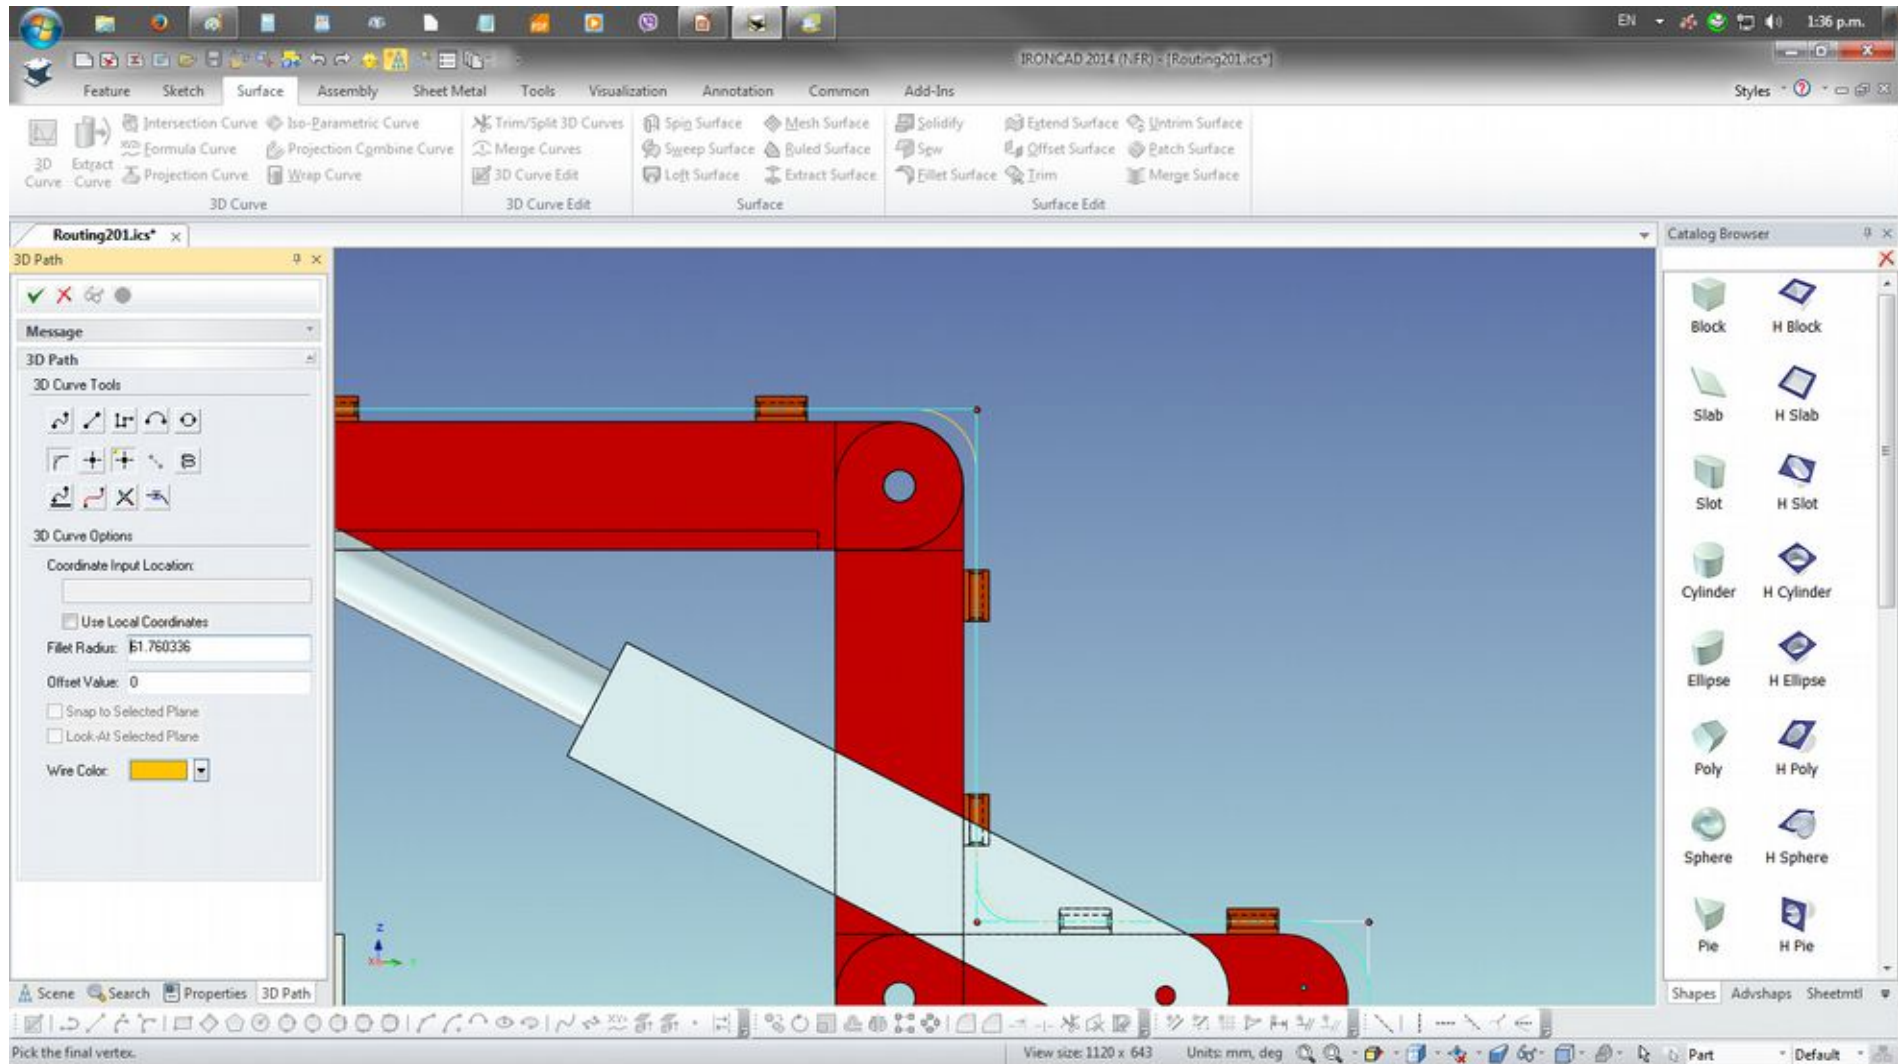 EN 1:36 p.m.
IRONCAD 2014 (NFR) - [Routing201.ics*]
Feature Sketch Surface Assembly Sheet Metal Tools Visualization Annotation Common Add-Ins Styles
Intersection Curve Iso-Parametric Curve Trim/Split 3D Curves Spin Surface Mesh Surface Solidify Extend Surface Untrim Surface
3D Curve Extract Curve Formula Curve Projection Combine Curve Merge Curves Sweep Surface Ruled Surface Sew Offset Surface Patch Surface
Projection Curve Wrap Curve 3D Curve Edit Loft Surface Extract Surface Fillet Surface Trim Merge Surface
3D Curve 3D Curve Edit Surface Surface Edit
Routing201.ics*
Catalog Browser
3D Path
Message
3D Path
3D Curve Tools
3D Curve Options
Coordinate Input Location:
Use Local Coordinates
Fillet Radius: 61.760336
Offset Value: 0
Snap to Selected Plane
Look-At Selected Plane
Wire Color:
Z
X
Block H Block
Slab H Slab
Slot H Slot
Cylinder H Cylinder
Ellipse H Ellipse
Poly H Poly
Sphere H Sphere
Pie H Pie
Scene Search Properties 3D Path
Shapes Advshaps Sheetmtl
Pick the final vertex. View size: 1120 x 643 Units: mm, deg Part Default